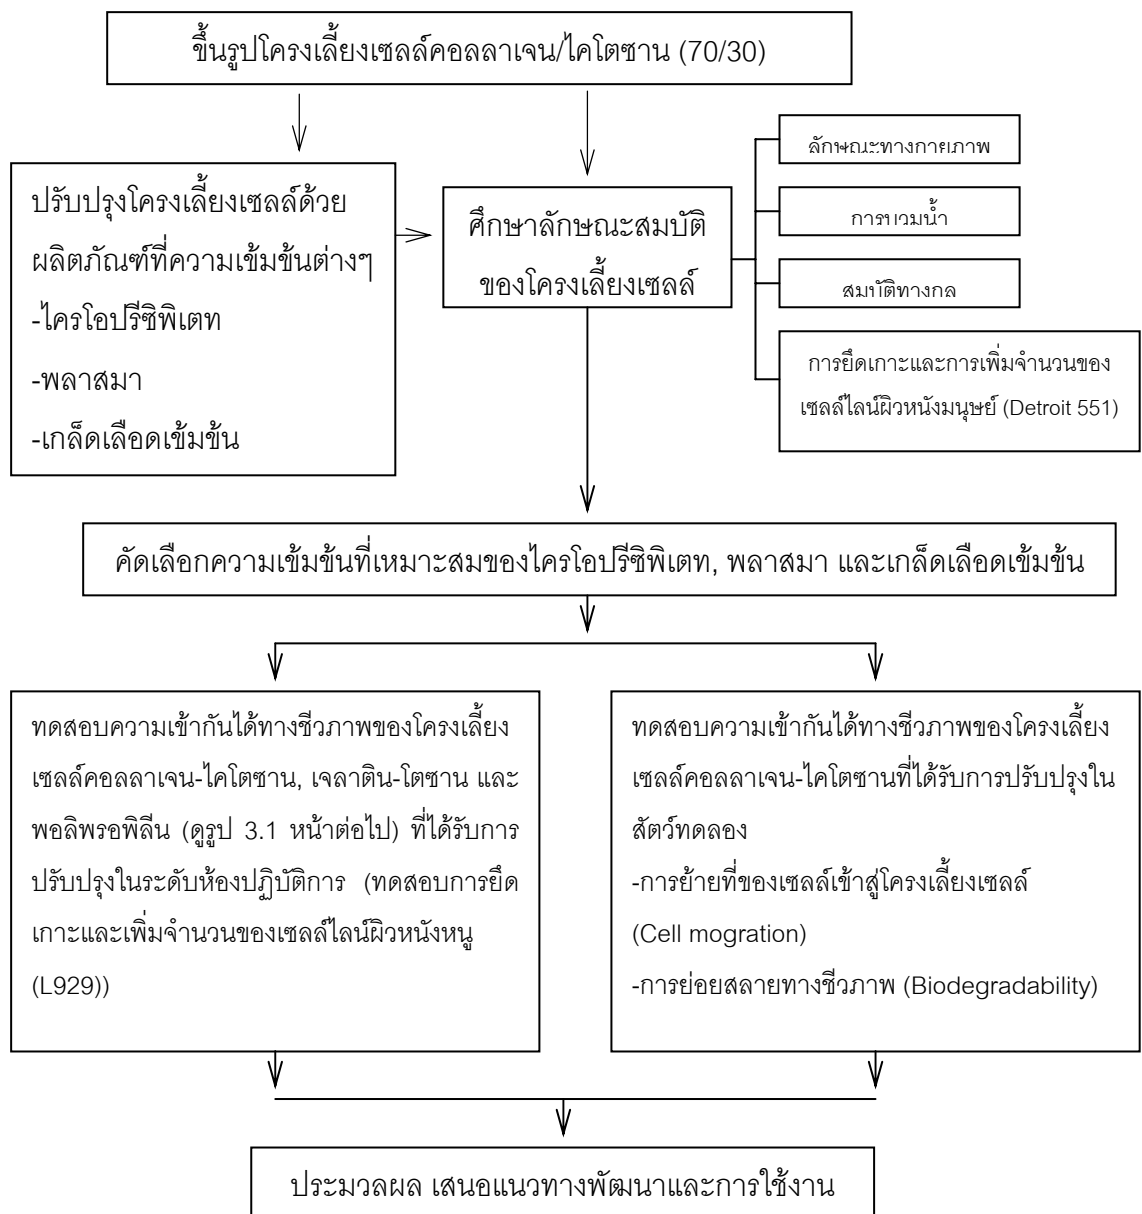 ขึ้นรูปโครงเลี้ยงเซลล์คอลลาเจน/ไคโตซาน (70/30)
ปรับปรุงโครงเลี้ยงเซลล์ด้วย
ผลิตภัณฑ์ที่ความเข้มข้นต่างๆ
-ไครโอปรีซิพิเตท
-พลาสมา
-เกล็ดเลือดเข้มข้น
ศึกษาลักษณะสมบัติ
ของโครงเลี้ยงเซลล์
ลักษณะทางกายภาพ
การบวมน้ำ
สมบัติทางกล
การยึดเกาะและการเพิ่มจำนวนของ
เซลล์ไลน์ผิวหนังมนุษย์ (Detroit 551)
คัดเลือกความเข้มข้นที่เหมาะสมของไครโอปรีซิพิเตท, พลาสมา และเกล็ดเลือดเข้มข้น
ทดสอบความเข้ากันได้ทางชีวภาพของโครงเลี้ยง
เซลล์คอลลาเจน-ไคโตซาน, เจลาติน-โตซาน และ
พอลิพรอพิลีน (ดูรูป 3.1 หน้าต่อไป) ที่ได้รับการ
ปรับปรุงในระดับห้องปฏิบัติการ (ทดสอบการยึด
เกาะและเพิ่มจำนวนของเซลล์ไลน์ผิวหนังหนู
(L929))
ทดสอบความเข้ากันได้ทางชีวภาพของโครงเลี้ยง
เซลล์คอลลาเจน-ไคโตซานที่ได้รับการปรับปรุงใน
สัตว์ทดลอง
-การย้ายที่ของเซลล์เข้าสู่โครงเลี้ยงเซลล์
(Cell mogration)
-การย่อยสลายทางชีวภาพ (Biodegradability)
ประมวลผล เสนอแนวทางพัฒนาและการใช้งาน